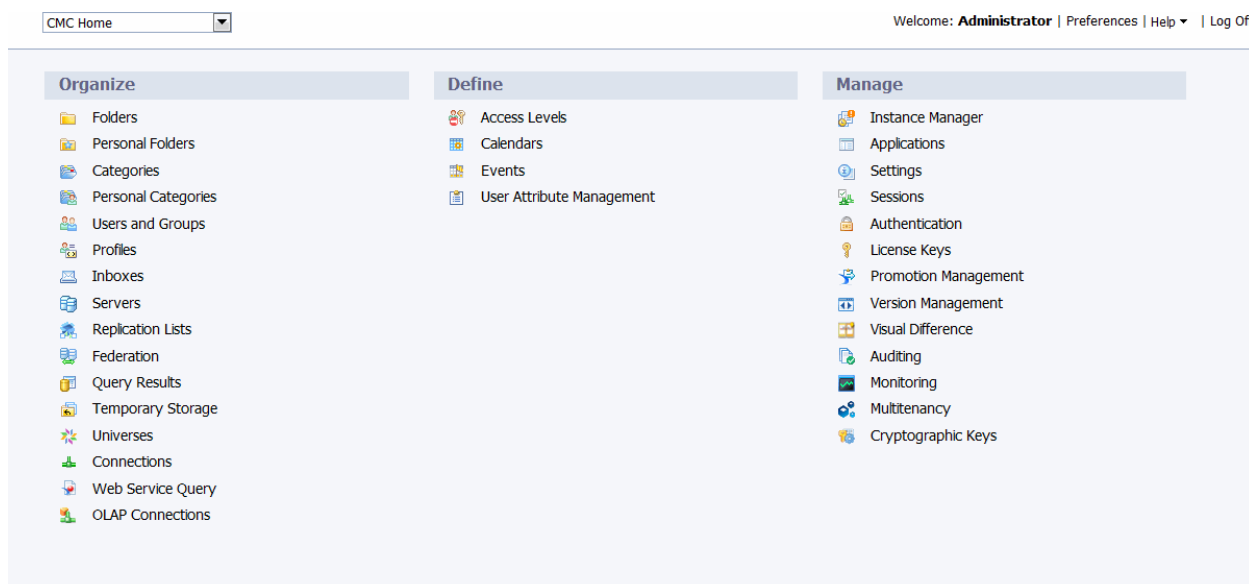 CMC Home
Welcome: Administrator | Preferences | Help | Log Of
Organize
Folders
Personal Folders
Categories
Personal Categories
Users and Groups
Profiles
Inboxes
Servers
Replication Lists
Federation
Query Results
Temporary Storage
Universes
Connections
Web Service Query
OLAP Connections
Define
Access Levels
Calendars
Events
User Attribute Management
Manage
Instance Manager
Applications
Settings
Sessions
Authentication
License Keys
Promotion Management
Version Management
Visual Difference
Auditing
Monitoring
Multitenancy
Cryptographic Keys